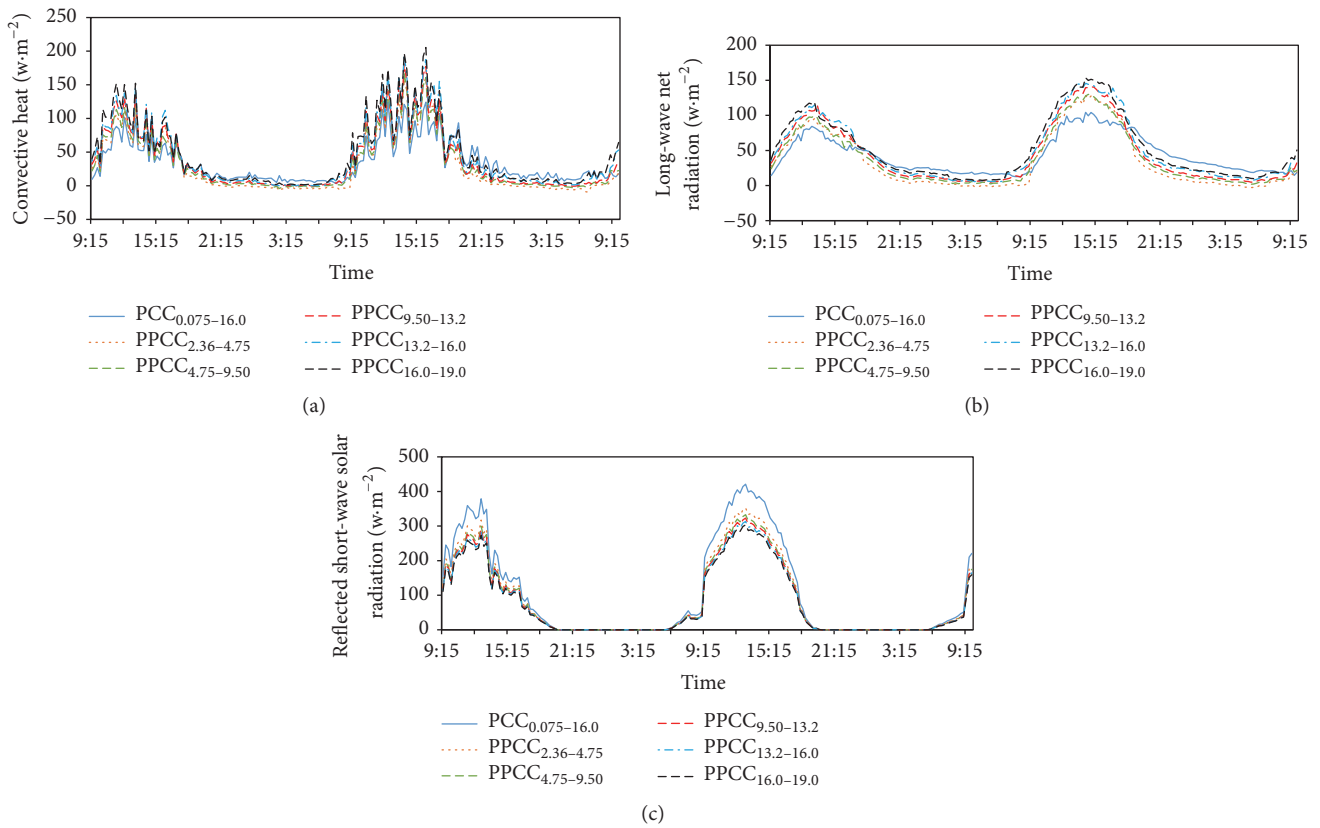 Convective heat (w·m−2)
250
200
150
100
50
0
−50
9:15 15:15 21:15 3:15 9:15 15:15 21:15 3:15 9:15
Time
PCC0.075–16.0 PPCC9.50–13.2
PPCC2.36–4.75 PPCC13.2–16.0
PPCC4.75–9.50 PPCC16.0–19.0
(a)
Long-wave net
radiation (w·m−2)
200
150
100
50
0
−50
9:15 15:15 21:15 3:15 9:15 15:15 21:15 3:15 9:15
Time
PCC0.075–16.0 PPCC9.50–13.2
PPCC2.36–4.75 PPCC13.2–16.0
PPCC4.75–9.50 PPCC16.0–19.0
(b)
Reflected short-wave solar
radiation (w·m−2)
500
400
300
200
100
0
9:15 15:15 21:15 3:15 9:15 15:15 21:15 3:15 9:15
Time
PCC0.075–16.0 PPCC9.50–13.2
PPCC2.36–4.75 PPCC13.2–16.0
PPCC4.75–9.50 PPCC16.0–19.0
(c)